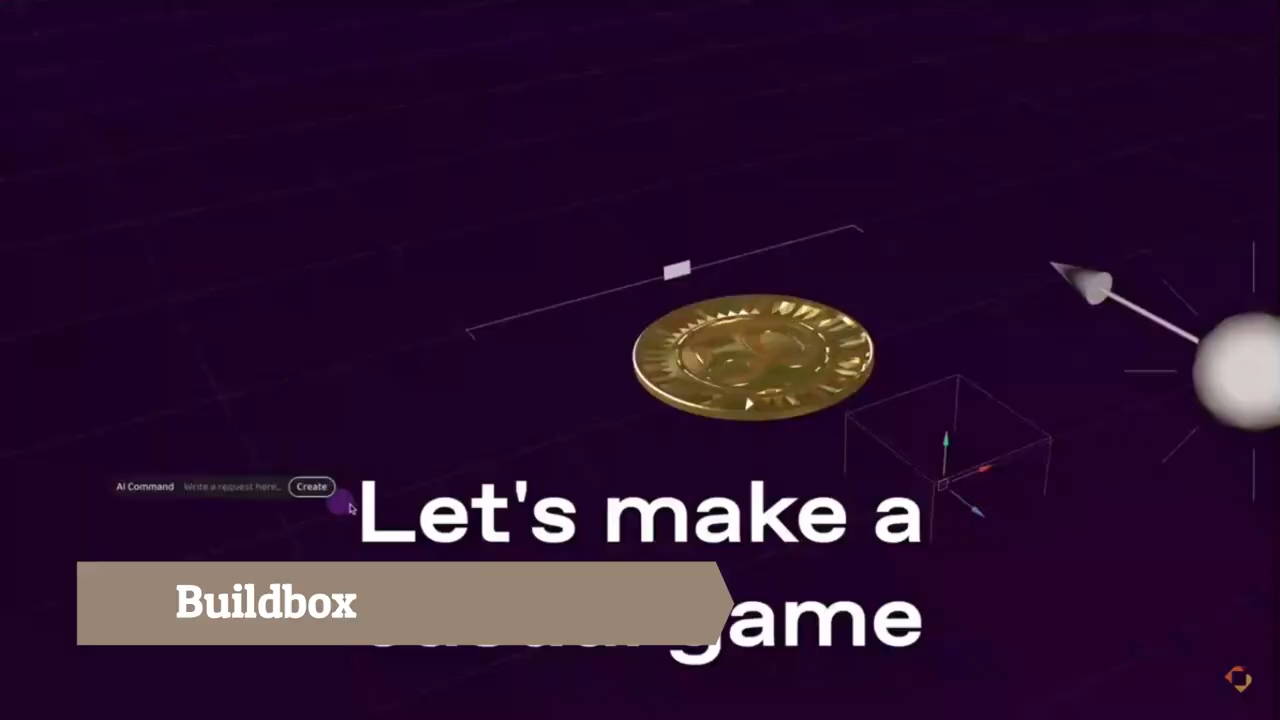 AI Command Write a request here... Create
Let's make a
Buildbox
game